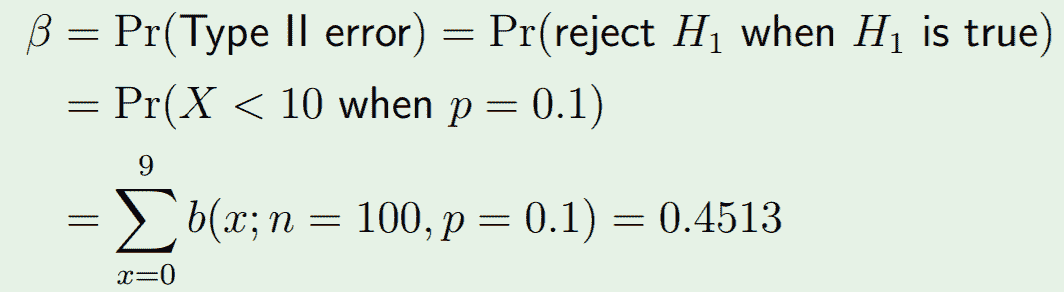 β = Pr(Type II error) = Pr(reject H₁ when H₁ is true)
= Pr(X < 10 when p = 0.1)
= ∑_{x=0}^{9} b(x; n = 100, p = 0.1) = 0.4513